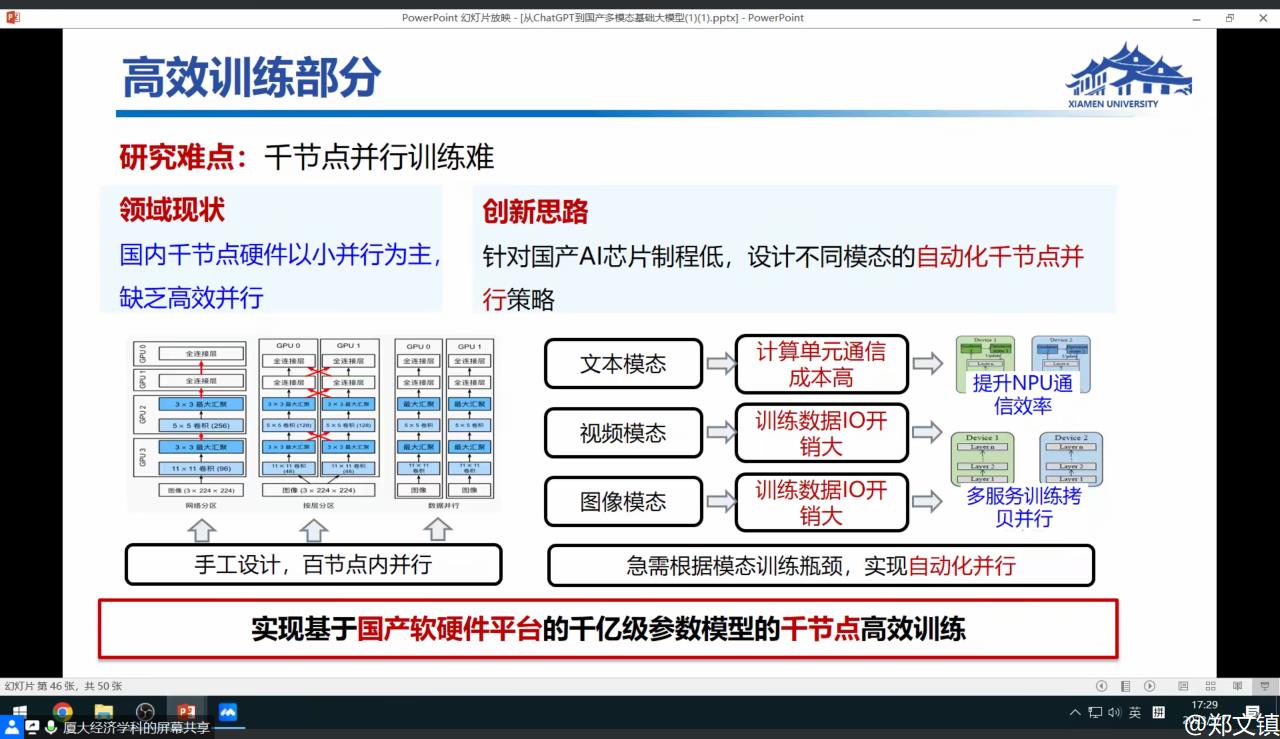 PowerPoint 幻灯片放映 - [从ChatGPT到国产多模态基础大模型(1)(1).pptx] - PowerPoint
高效训练部分
XIAMEN UNIVERSITY
研究难点：千节点并行训练难
领域现状
国内千节点硬件以小并行为主，
缺乏高效并行
创新思路
针对国产AI芯片制程低，设计不同模态的自动化千节点并
行策略
GPU 0
全连接层
GPU 1
全连接层
GPU 2
3×3 最大汇聚
5×5 卷积 (256)
GPU 3
3×3 最大汇聚
11×11 卷积 (96)
图像 (3×224×224)
网络分区
GPU 0
GPU 1
全连接层
全连接层
全连接层
全连接层
3×3 最大汇聚
3×3 最大汇聚
5×5 卷积 (128)
5×5 卷积 (128)
3×3 最大汇聚
3×3 最大汇聚
11×11 卷积 (48)
11×11 卷积 (48)
图像 (3×224×224)
按层分区
GPU 0
GPU 1
全连接层
全连接层
全连接层
全连接层
最大汇聚
最大汇聚
5×5 卷积
5×5 卷积
最大汇聚
最大汇聚
11×11 卷积
11×11 卷积
图像
图像
数据并行
手工设计，百节点内并行
文本模态
计算单元通信
成本高
Device 1
Device 2
Update
提升NPU通
信效率
视频模态
训练数据IO开
销大
Device 1
Layer n
Layer 2
Layer 1
Device 2
Layer n
Layer 2
Layer 1
图像模态
训练数据IO开
销大
多服务训练拷
贝并行
急需根据模态训练瓶颈，实现自动化并行
实现基于国产软硬件平台的千亿级参数模型的千节点高效训练
幻灯片 第 46 张，共 50 张
厦大经济学科的屏幕共享
英
拼
17:29
@郑文镇